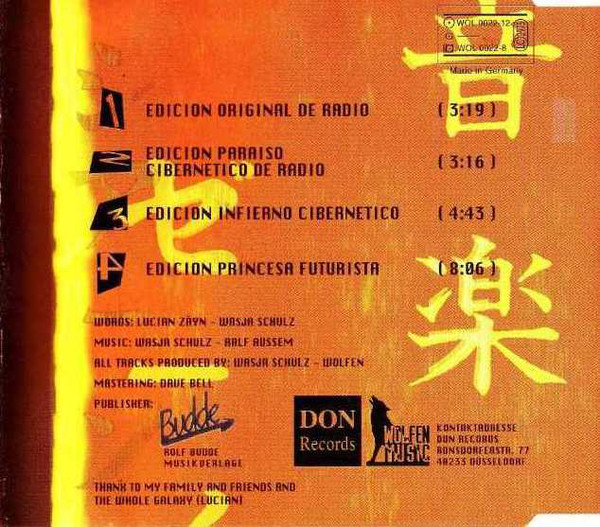 WOL 0022-12
WOL 0022-8
Made in Germany
音
楽
セ
1 EDICION ORIGINAL DE RADIO (3:19)
2 EDICION PARAISO
CIBERNETICO DE RADIO (3:16)
3 EDICION INFIERNO CIBERNETICO (4:43)
4 EDICION PRINCESA FUTURISTA (8:06)
WORDS: LUCIAN ZAYN - WASJA SCHULZ
MUSIC: WASJA SCHULZ - RALF AUSSEM
ALL TRACKS PRODUCED BY: WASJA SCHULZ - WOLFEN
MASTERING: DAVE BELL
PUBLISHER:
Budde
ROLF BUDDE
MUSIKVERLAGE
DON
Records
WOLFEN
MUSIC
KONTAKTADRESSE
DON RECORDS
RONSDORFERSTR. 77
40233 DÜSSELDORF
THANX TO MY FAMILY AND FRIENDS AND
THE WHOLE GALAXY (LUCIAN)